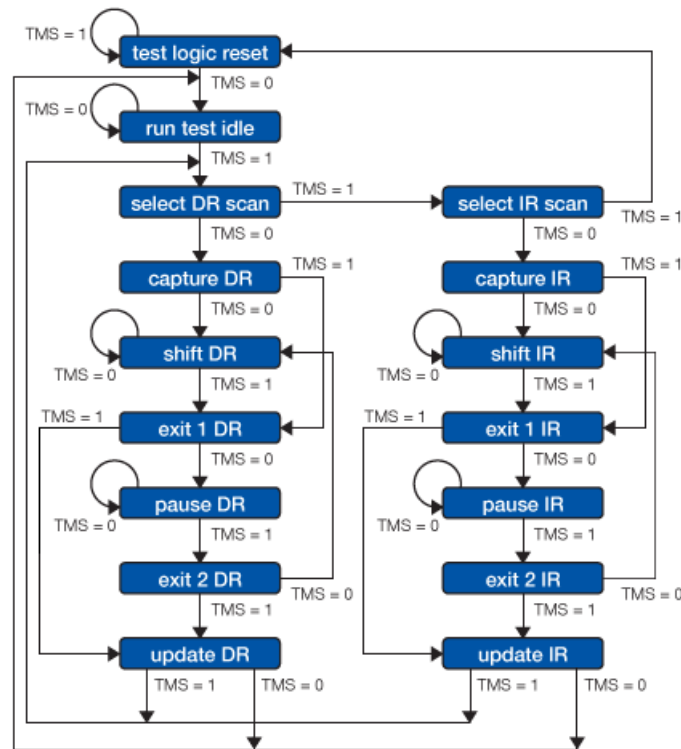 TMS = 1
test logic reset
TMS = 0
TMS = 0
run test idle
TMS = 1
select DR scan
TMS = 1
select IR scan
TMS = 1
TMS = 0
TMS = 0
capture DR
TMS = 1
capture IR
TMS = 1
TMS = 0
TMS = 0
shift DR
shift IR
TMS = 0
TMS = 1
TMS = 0
TMS = 1
TMS = 1
exit 1 DR
TMS = 1
exit 1 IR
TMS = 0
TMS = 0
pause DR
pause IR
TMS = 0
TMS = 1
TMS = 0
TMS = 1
exit 2 DR
TMS = 0
exit 2 IR
TMS = 0
TMS = 1
TMS = 1
update DR
update IR
TMS = 1
TMS = 0
TMS = 1
TMS = 0